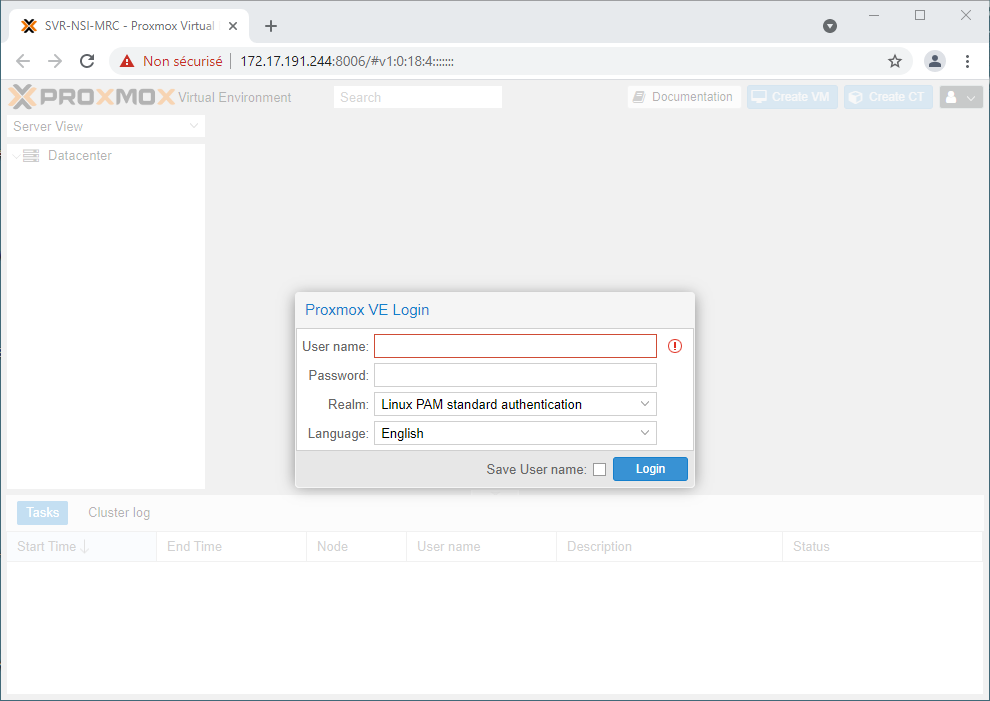 SVR-NSI-MRC - Proxmox Virtual
Non sécurisé 172.17.191.244:8006/#v1:0:18:4:::::::
PROXMOX Virtual Environment Search Documentation Create VM Create CT
Server View
Datacenter
Proxmox VE Login
User name:
Password:
Realm: Linux PAM standard authentication
Language: English
Save User name: Login
Tasks Cluster log
Start Time End Time Node User name Description Status